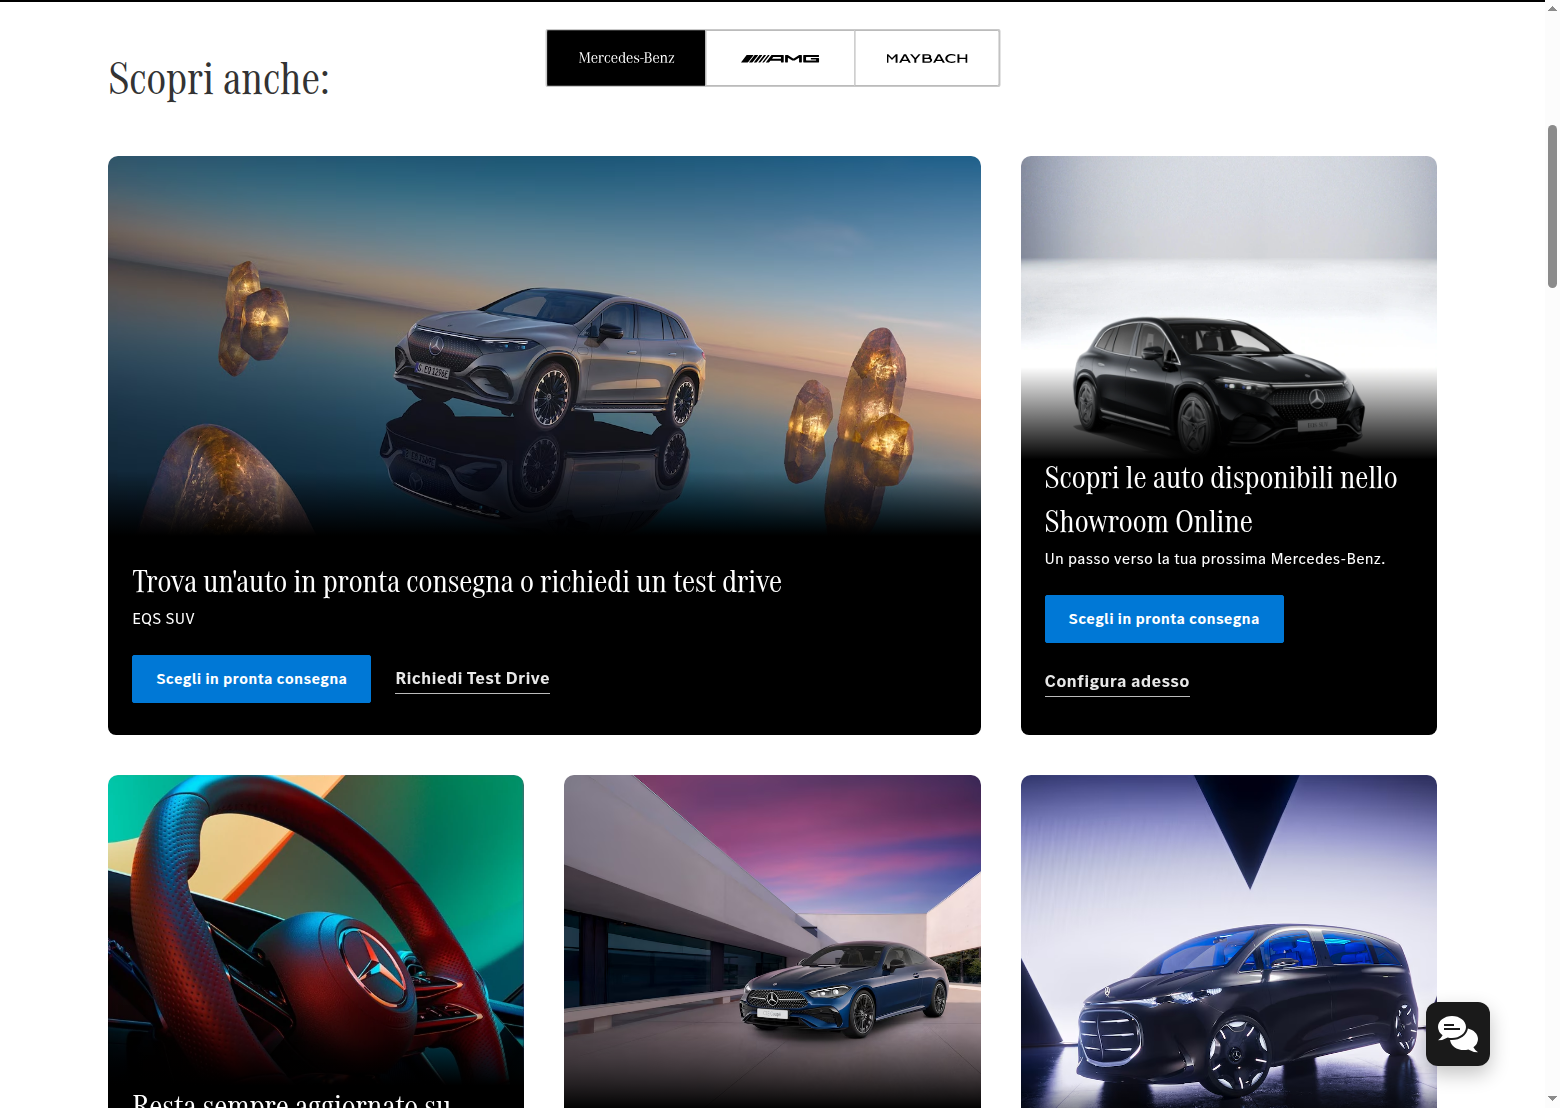 Mercedes-Benz
AMG
MAYBACH
Scopri anche:
Trova un'auto in pronta consegna o richiedi un test drive
EQS SUV
Scegli in pronta consegna
Richiedi Test Drive
Scopri le auto disponibili nello
Showroom Online
Un passo verso la tua prossima Mercedes-Benz.
Scegli in pronta consegna
Configura adesso
Resta sempre aggiornato su